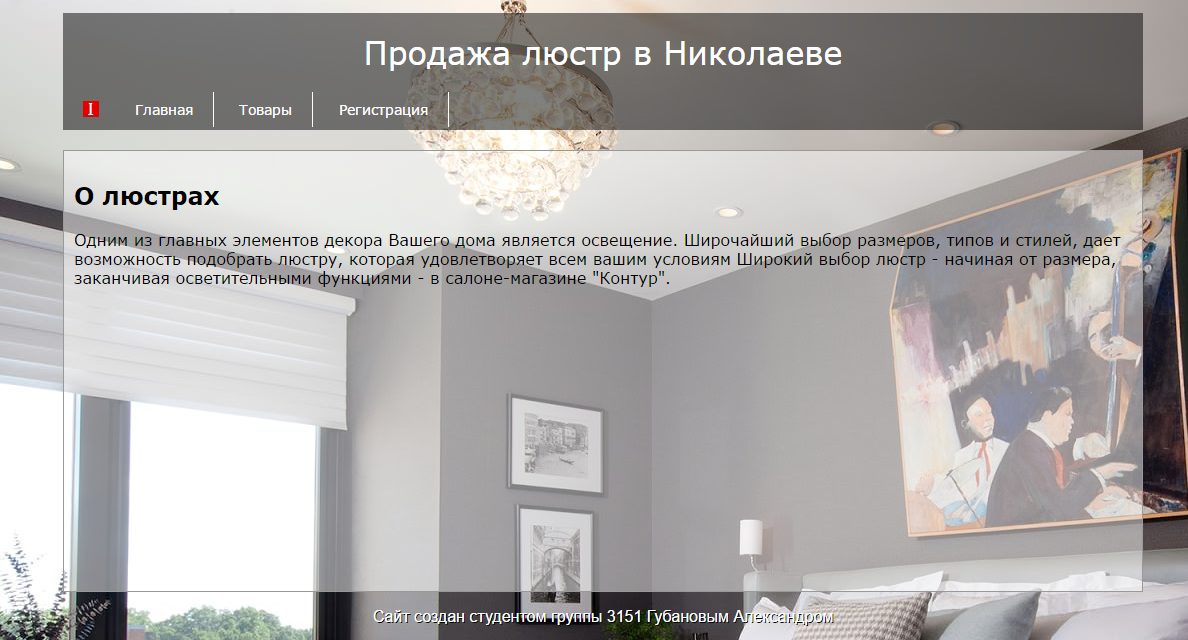 Продажа люстр в Николаеве
I Главная Товары Регистрация
О люстрах
Одним из главных элементов декора Вашего дома является освещение. Широчайший выбор размеров, типов и стилей, дает
возможность подобрать люстру, которая удовлетворяет всем вашим условиям Широкий выбор люстр - начиная от размера,
заканчивая осветительными функциями - в салоне-магазине "Контур".
Сайт создан студентом группы 3151 Губановым Александром